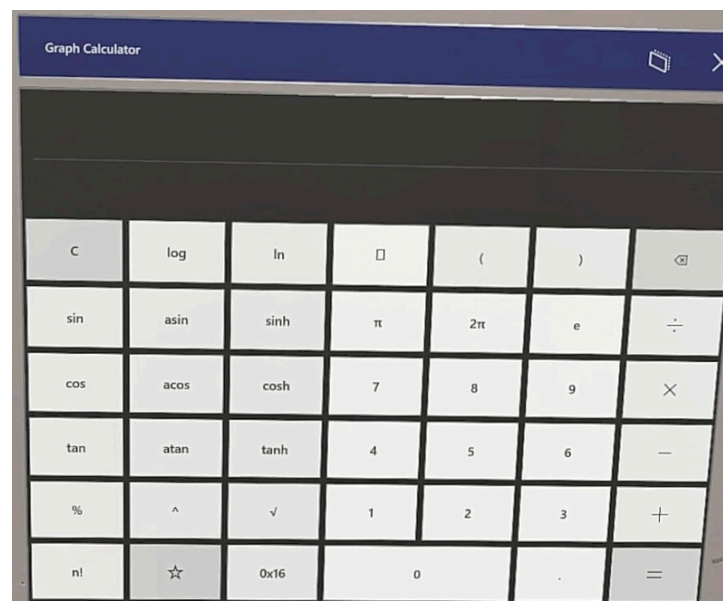 Graph Calculator
C log ln ( )
sin asin sinh π 2π e ÷
cos acos cosh 7 8 9 ×
tan atan tanh 4 5 6 —
% ^ √ 1 2 3 +
n! ☆ 0x16 0 . =